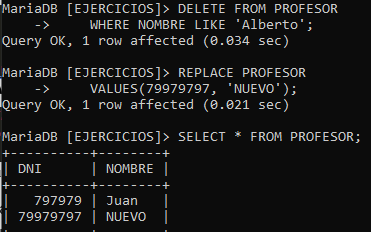 MariaDB [EJERCICIOS]> DELETE FROM PROFESOR
    ->     WHERE NOMBRE LIKE 'Alberto';
Query OK, 1 row affected (0.034 sec)

MariaDB [EJERCICIOS]> REPLACE PROFESOR
    ->     VALUES(79979797, 'NUEVO');
Query OK, 1 row affected (0.021 sec)

MariaDB [EJERCICIOS]> SELECT * FROM PROFESOR;
+----------+--------+
| DNI      | NOMBRE |
+----------+--------+
|   797979 | Juan   |
| 79979797 | NUEVO  |